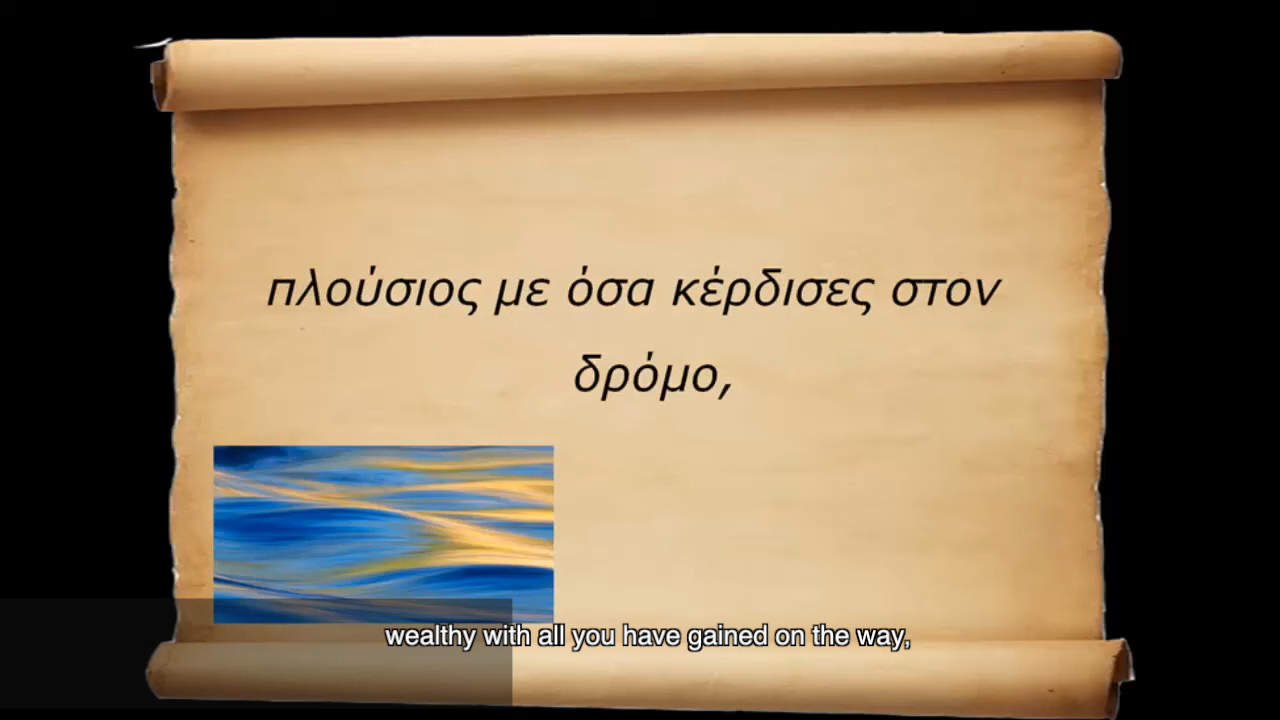 πλούσιος με όσα κέρδισες στον
δρόμο,
wealthy with all you have gained on the way,